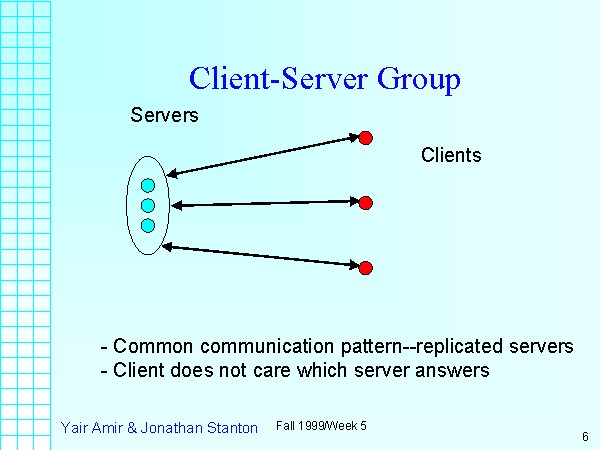 Client-Server Group
Servers
Clients
- Common communication pattern--replicated servers
- Client does not care which server answers
Yair Amir & Jonathan Stanton
Fall 1999/Week 5
6